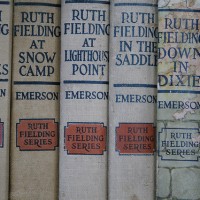 ES
RUTH
FIELDING
AT
SNOW
CAMP
EMERSON
RUTH
FIELDING
SERIES
RUTH
FIELDING
AT
LIGHTHOUSE
POINT
EMERSON
RUTH
FIELDING
SERIES
RUTH
FIELDING
IN THE
SADDLE
EMERSON
RUTH
FIELDING
SERIES
RUTH
FIELDING
DOWN
IN
DIXIE
EMERSON
RUTH
FIELDING
SERIES